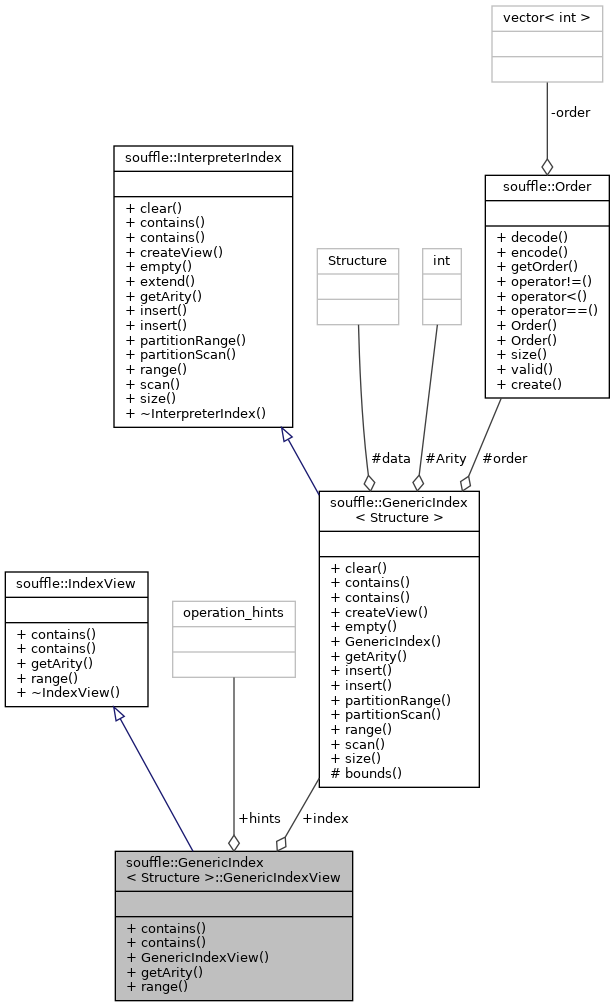 vector< int >
-order
souffle::InterpreterIndex
+ clear()
+ contains()
+ contains()
+ createView()
+ empty()
+ extend()
+ getArity()
+ insert()
+ insert()
+ partitionRange()
+ partitionScan()
+ range()
+ scan()
+ size()
+ ~InterpreterIndex()
souffle::Order
+ decode()
+ encode()
+ getOrder()
+ operator!=()
+ operator<()
+ operator==()
+ Order()
+ Order()
+ size()
+ valid()
+ create()
Structure
int
#data
#Arity
#order
souffle::GenericIndex
< Structure >
+ clear()
+ contains()
+ contains()
+ createView()
+ empty()
+ GenericIndex()
+ getArity()
+ insert()
+ insert()
+ partitionRange()
+ partitionScan()
+ range()
+ scan()
+ size()
# bounds()
souffle::IndexView
+ contains()
+ contains()
+ getArity()
+ range()
+ ~IndexView()
operation_hints
+hints
+index
souffle::GenericIndex
< Structure >::GenericIndexView
+ contains()
+ contains()
+ GenericIndexView()
+ getArity()
+ range()